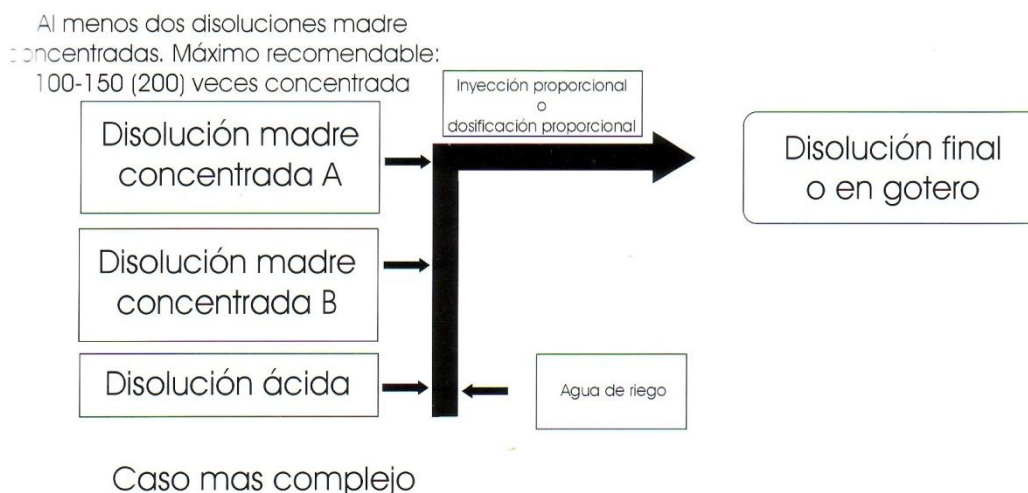 Al menos dos disoluciones madre
concentradas. Máximo recomendable:
100-150 (200) veces concentrada
Inyección proporcional
o
dosificación proporcional
Disolución madre
concentrada A
Disolución final
o en gotero
Disolución madre
concentrada B
Disolución ácida
Agua de riego
Caso mas complejo